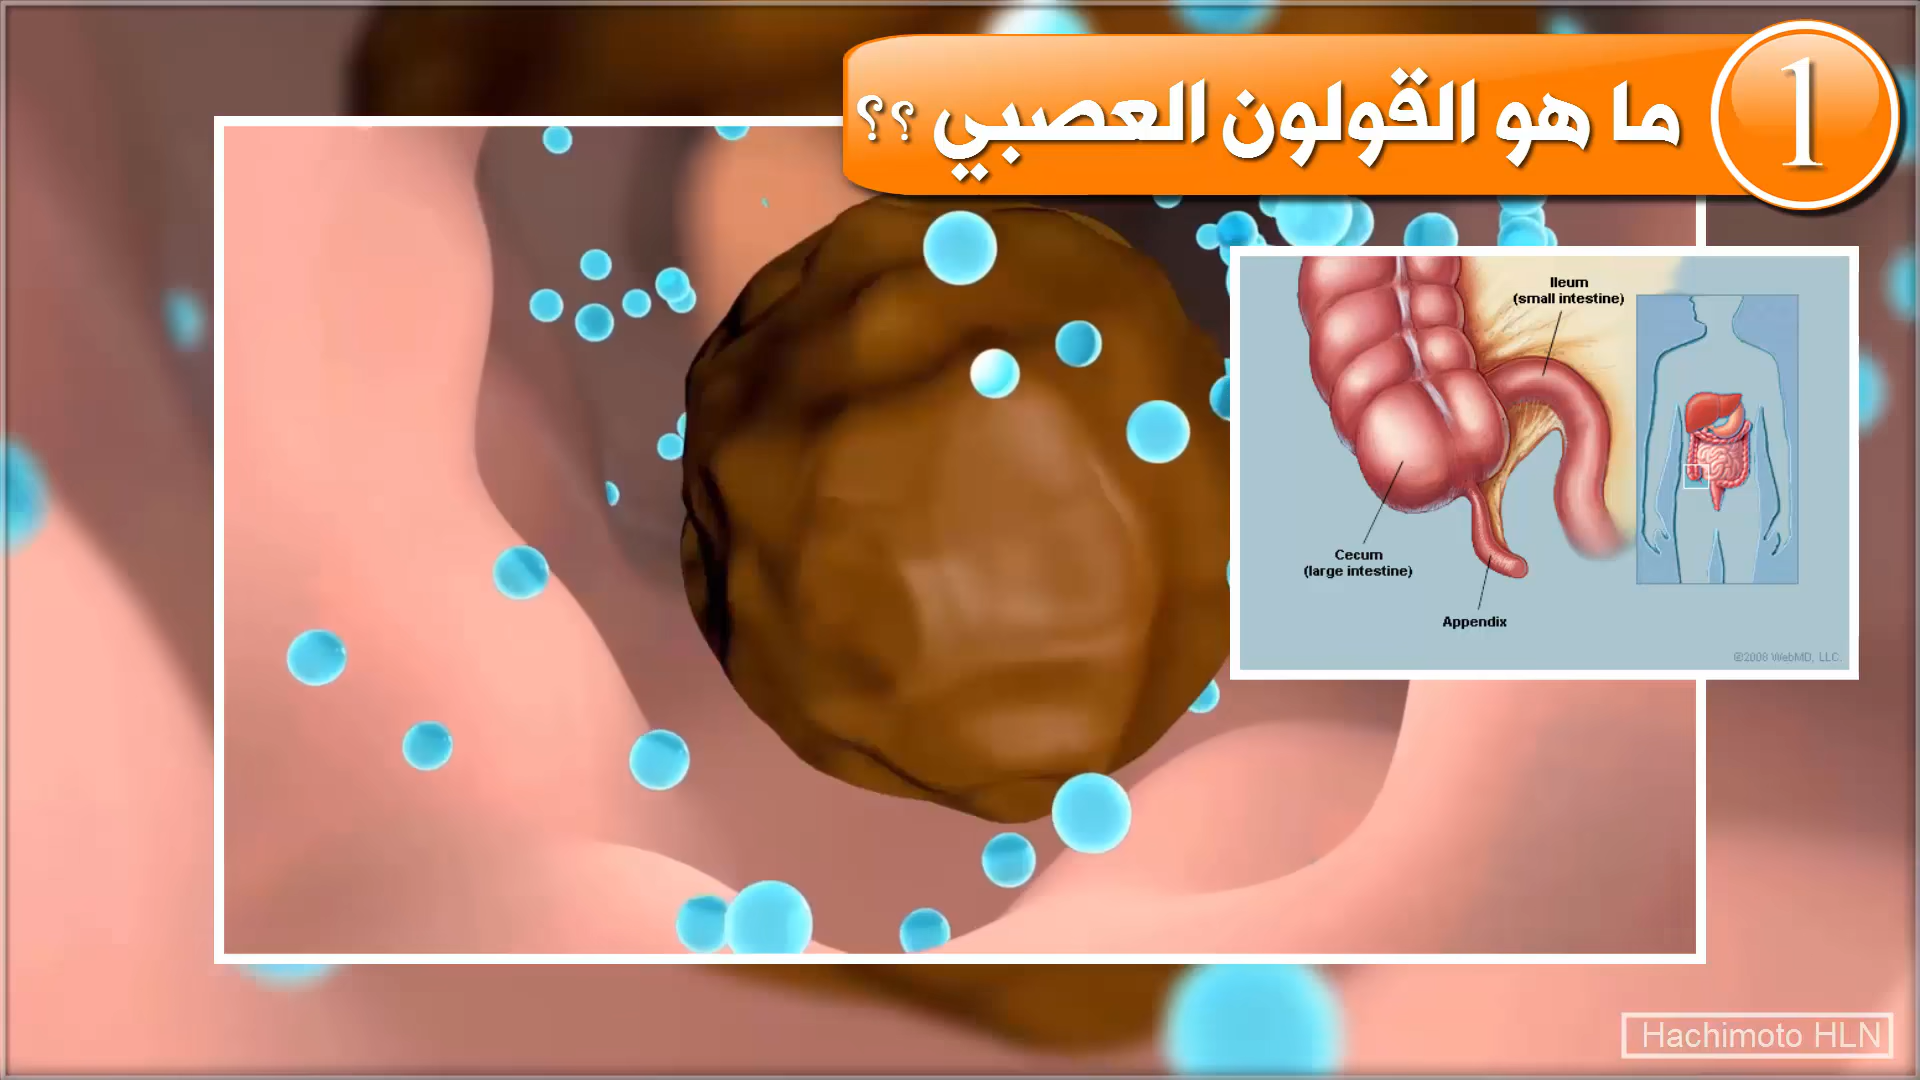 1
ما هو القولون العصبي ؟؟
Ileum
(small intestine)
Cecum
(large intestine)
Appendix
©2008 WebMD, LLC.
Hachimoto HLN